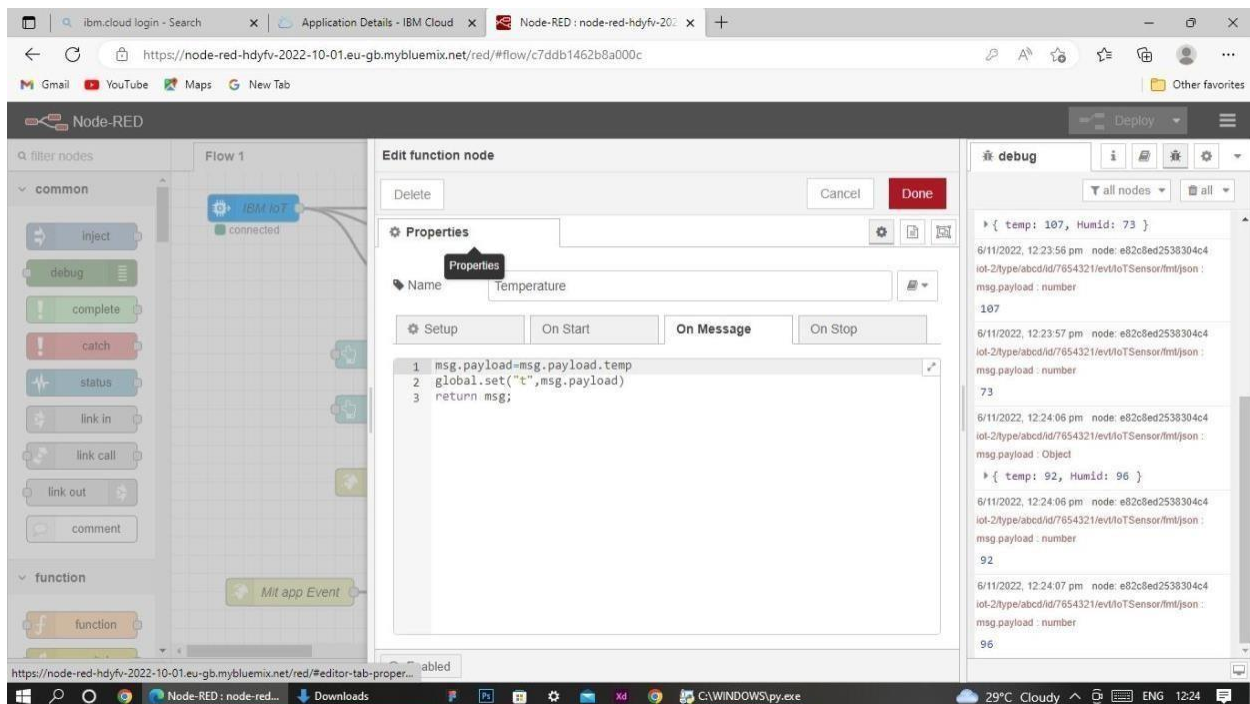 ibm.cloud login - Search
Application Details - IBM Cloud
Node-RED : node-red-hdyfv-202
https://node-red-hdyfv-2022-10-01.eu-gb.mybluemix.net/red/#flow/c7ddb1462b8a000c
Gmail YouTube Maps New Tab Other favorites
Node-RED Deploy
filter nodes
common
inject
debug
complete
catch
status
link in
link call
link out
comment
function
function
Flow 1
IBM IoT
connected
Mit app Event
Edit function node
Delete Cancel Done
Properties
Properties
Name Temperature
Setup On Start On Message On Stop
1 msg.payload=msg.payload.temp
2 global.set("t",msg.payload)
3 return msg;
Enabled
debug
all nodes all
{ temp: 107, Humid: 73 }
6/11/2022, 12:23:56 pm node: e82c8ed2538304c4
iot-2/type/abcd/id/7654321/evt/IoTSensor/fmt/json :
msg.payload : number
107
6/11/2022, 12:23:57 pm node: e82c8ed2538304c4
iot-2/type/abcd/id/7654321/evt/IoTSensor/fmt/json :
msg.payload : number
73
6/11/2022, 12:24:06 pm node: e82c8ed2538304c4
iot-2/type/abcd/id/7654321/evt/IoTSensor/fmt/json :
msg.payload : Object
{ temp: 92, Humid: 96 }
6/11/2022, 12:24:06 pm node: e82c8ed2538304c4
iot-2/type/abcd/id/7654321/evt/IoTSensor/fmt/json :
msg.payload : number
92
6/11/2022, 12:24:07 pm node: e82c8ed2538304c4
iot-2/type/abcd/id/7654321/evt/IoTSensor/fmt/json :
msg.payload : number
96
https://node-red-hdyfv-2022-10-01.eu-gb.mybluemix.net/red/#editor-tab-proper...
Node-RED : node-red... Downloads Ps Xd C:\WINDOWS\py.exe 29°C Cloudy ENG 12:24